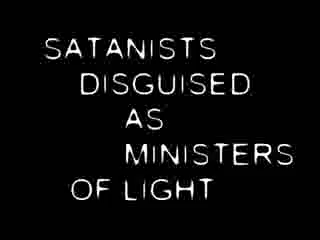 SATANISTS
DISGUISED
AS
MINISTERS
OF LIGHT